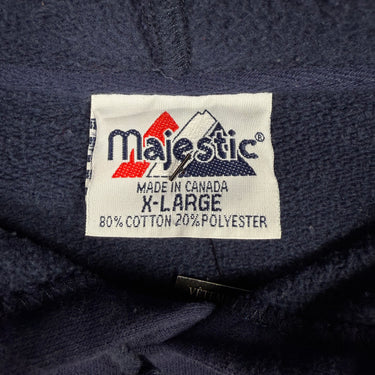 majestic®
MADE IN CANADA
X-LARGE
80% COTTON 20% POLYESTER